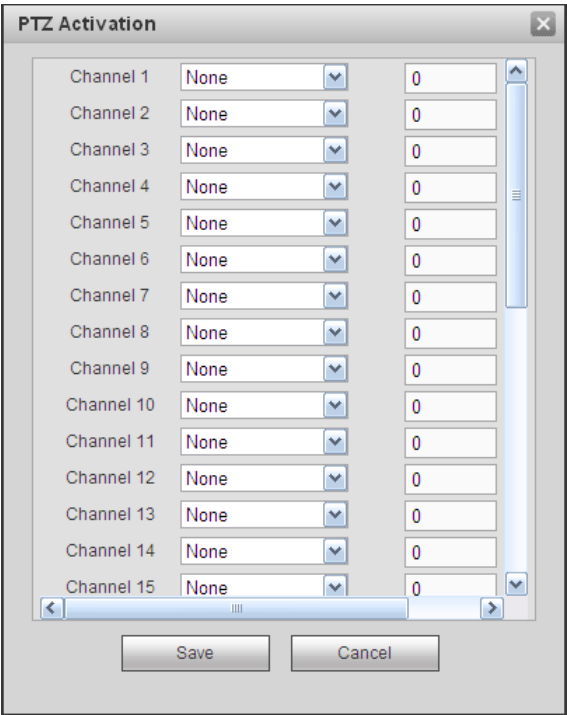 PTZ Activation
Channel 1 None 0
Channel 2 None 0
Channel 3 None 0
Channel 4 None 0
Channel 5 None 0
Channel 6 None 0
Channel 7 None 0
Channel 8 None 0
Channel 9 None 0
Channel 10 None 0
Channel 11 None 0
Channel 12 None 0
Channel 13 None 0
Channel 14 None 0
Channel 15 None 0
Save Cancel